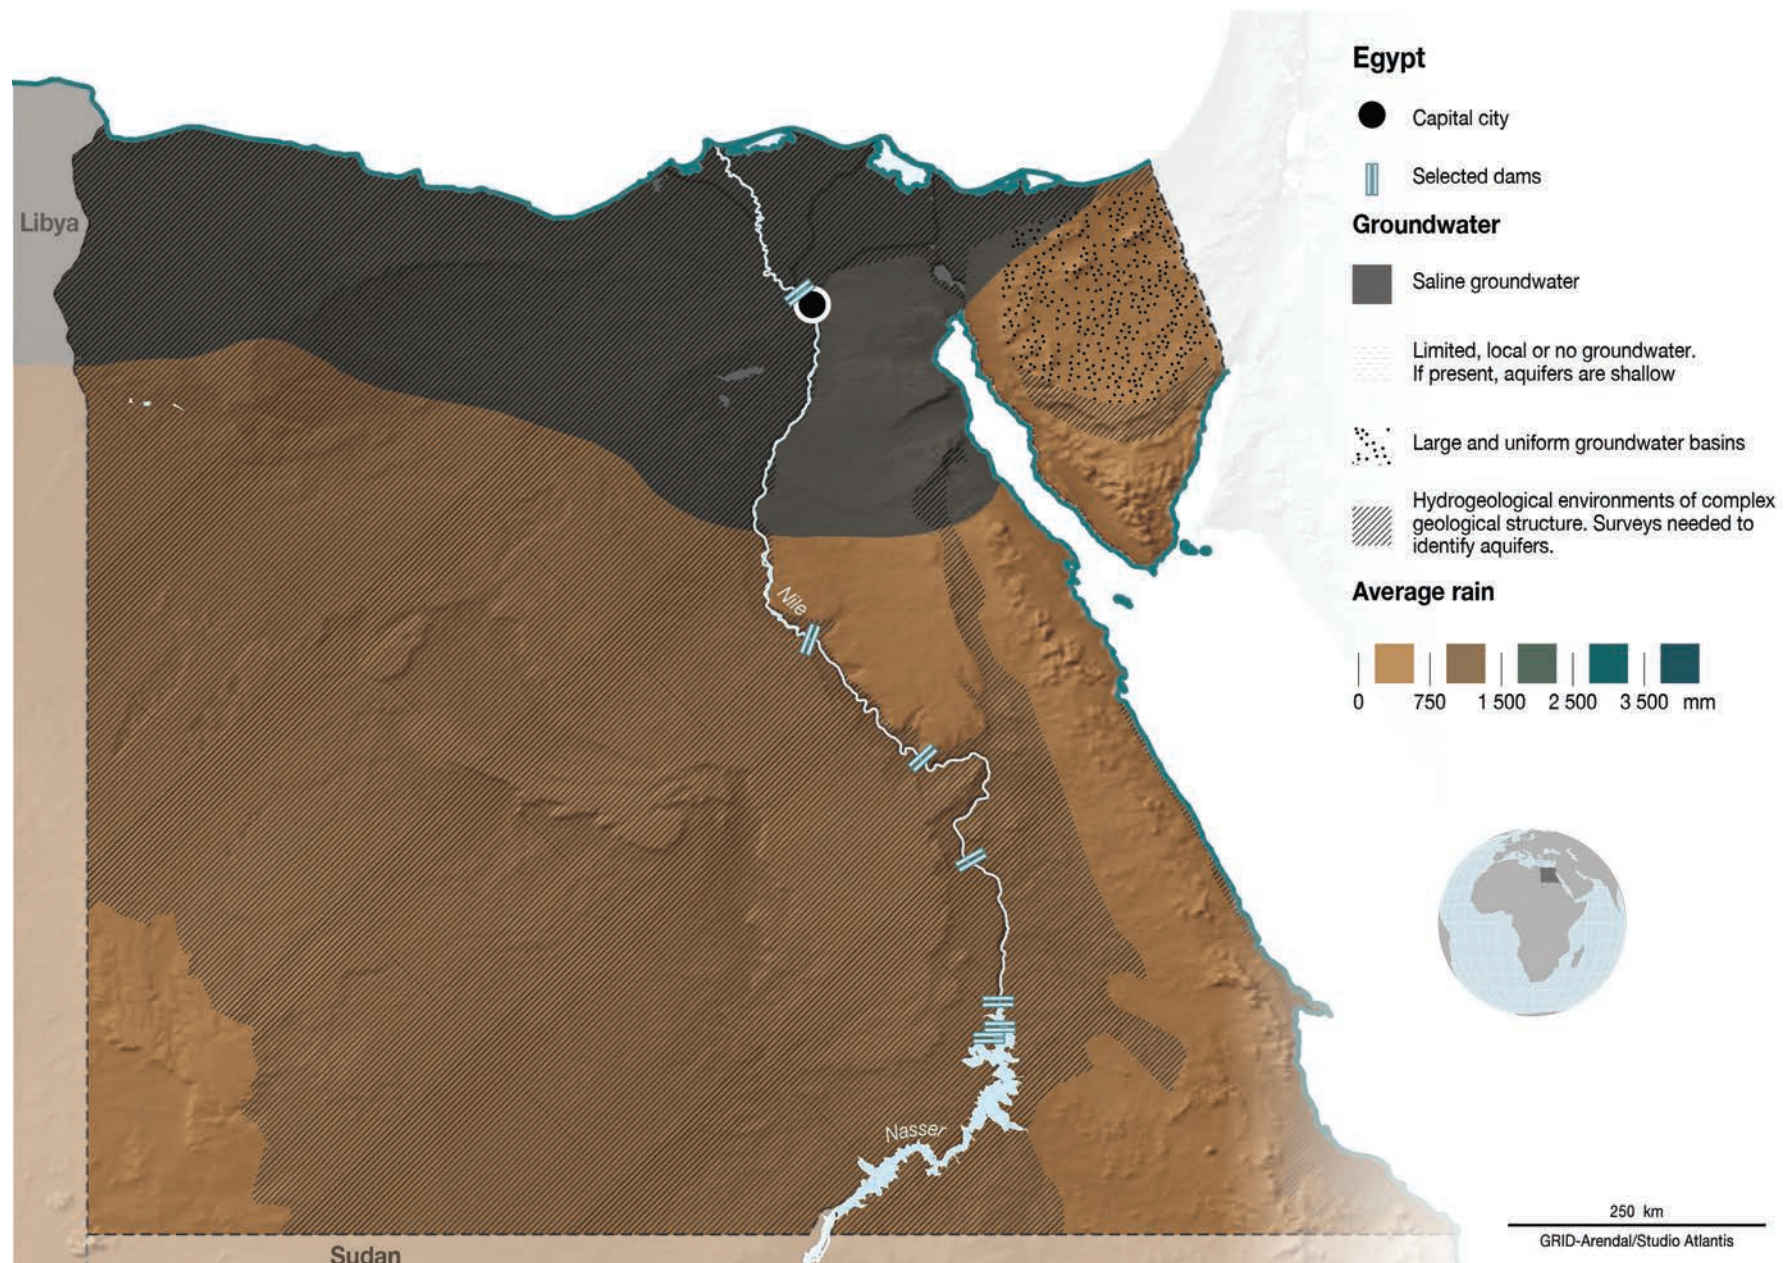 Egypt
Capital city
Selected dams
Groundwater
Saline groundwater
Limited, local or no groundwater.
If present, aquifers are shallow
Large and uniform groundwater basins
Hydrogeological environments of complex
geological structure. Surveys needed to
identify aquifers.
Average rain
0 750 1 500 2 500 3 500 mm
Libya
Nile
Nasser
Sudan
250 km
GRID-Arendal/Studio Atlantis